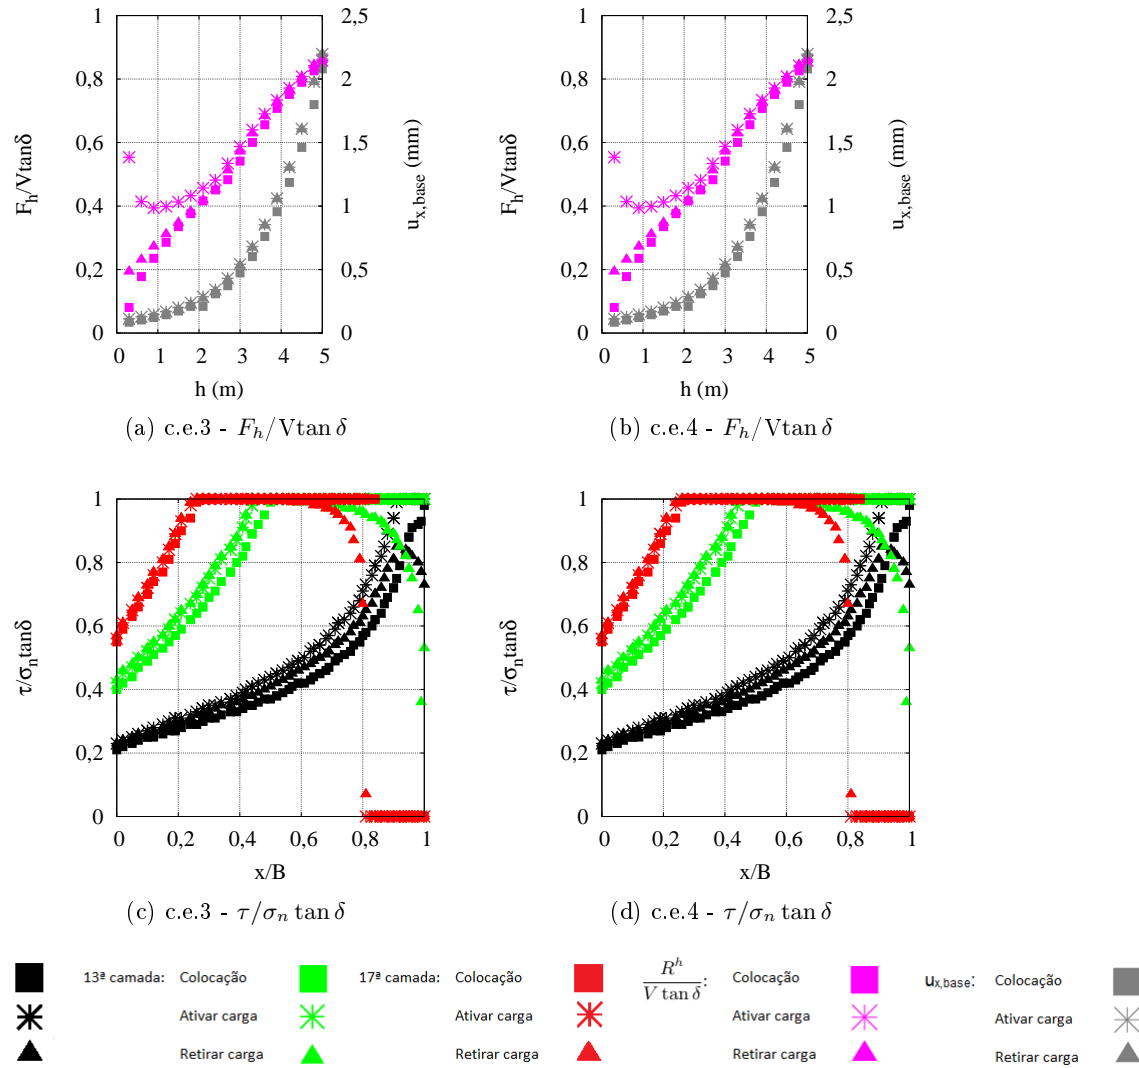 1
0,8
0,6
0,4
0,2
0
F_h/Vtanδ
2,5
2
1,5
1
0,5
0
u_x,base (mm)
0 1 2 3 4 5
h (m)
(a) c.e.3 - F_h/Vtan δ
1
0,8
0,6
0,4
0,2
0
F_h/Vtanδ
2,5
2
1,5
1
0,5
0
u_x,base (mm)
0 1 2 3 4 5
h (m)
(b) c.e.4 - F_h/Vtan δ
1
0,8
0,6
0,4
0,2
0
τ/σ_n tanδ
0 0,2 0,4 0,6 0,8 1
x/B
(c) c.e.3 - τ/σ_n tan δ
1
0,8
0,6
0,4
0,2
0
τ/σ_n tanδ
0 0,2 0,4 0,6 0,8 1
x/B
(d) c.e.4 - τ/σ_n tan δ
13ª camada: Colocação
Ativar carga
Retirar carga
17ª camada: Colocação
Ativar carga
Retirar carga
R^h
V tan δ:
Colocação
Ativar carga
Retirar carga
u_x,base: Colocação
Ativar carga
Retirar carga